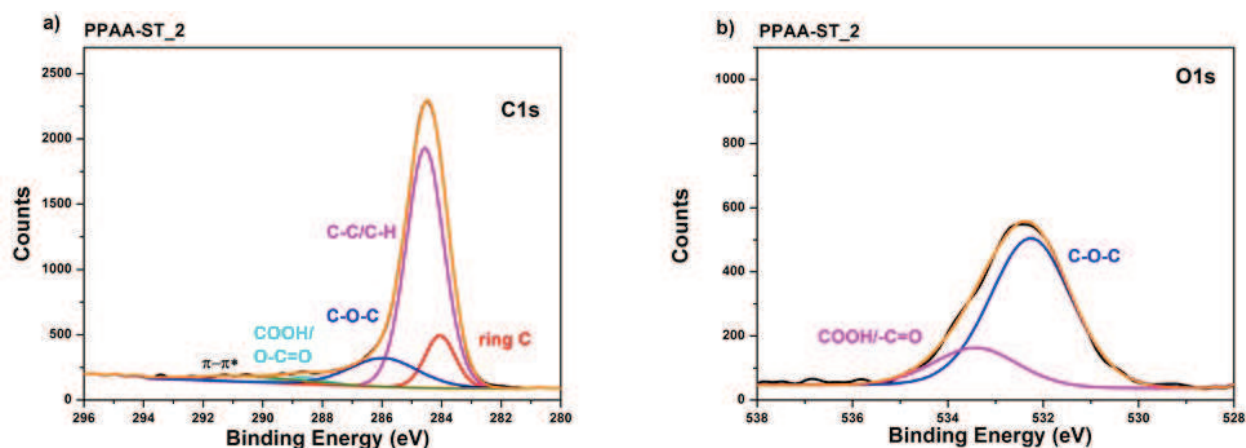 a)
PPAA-ST_2
C1s
Counts
2500
2000
1500
1000
500
0
C-C/C-H
C-O-C
COOH/
O-C=O
π–π*
ring C
296 294 292 290 288 286 284 282 280
Binding Energy (eV)
b)
PPAA-ST_2
O1s
Counts
1000
800
600
400
200
0
C-O-C
COOH/-C=O
538 536 534 532 530 528
Binding Energy (eV)